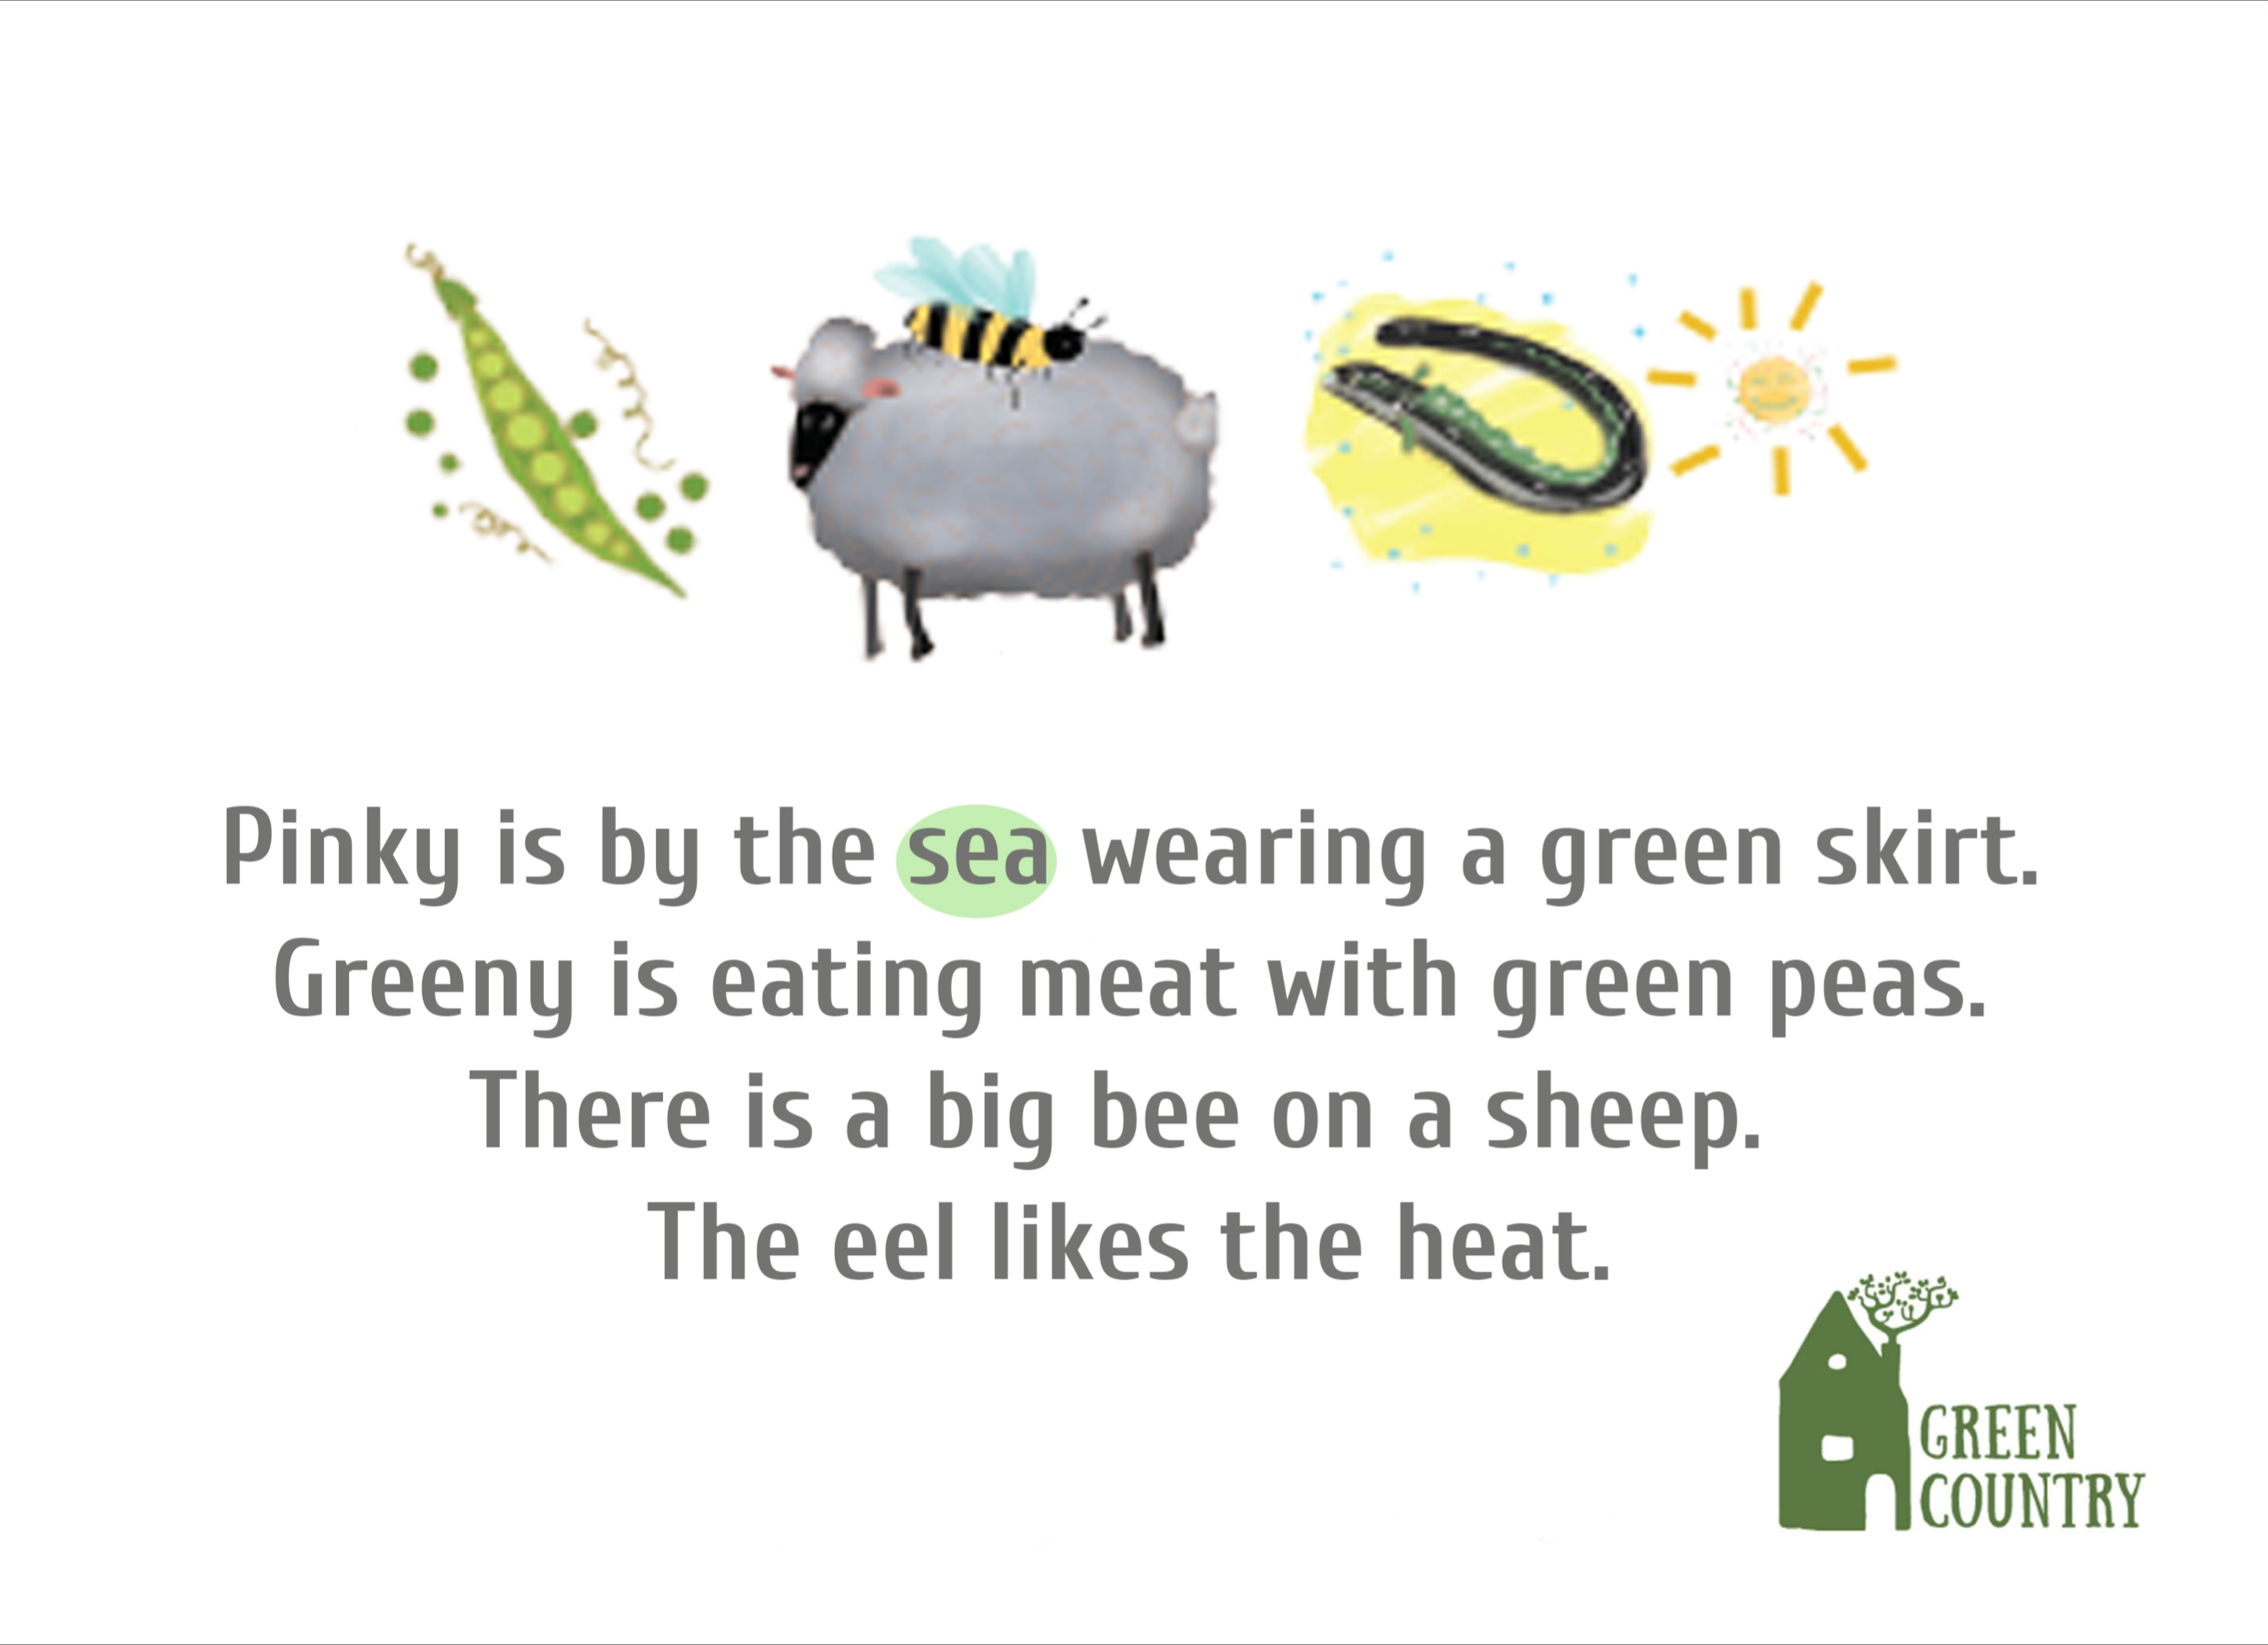 Pinky is by the sea wearing a green skirt.
Greeny is eating meat with green peas.
There is a big bee on a sheep.
The eel likes the heat.
GREEN
COUNTRY